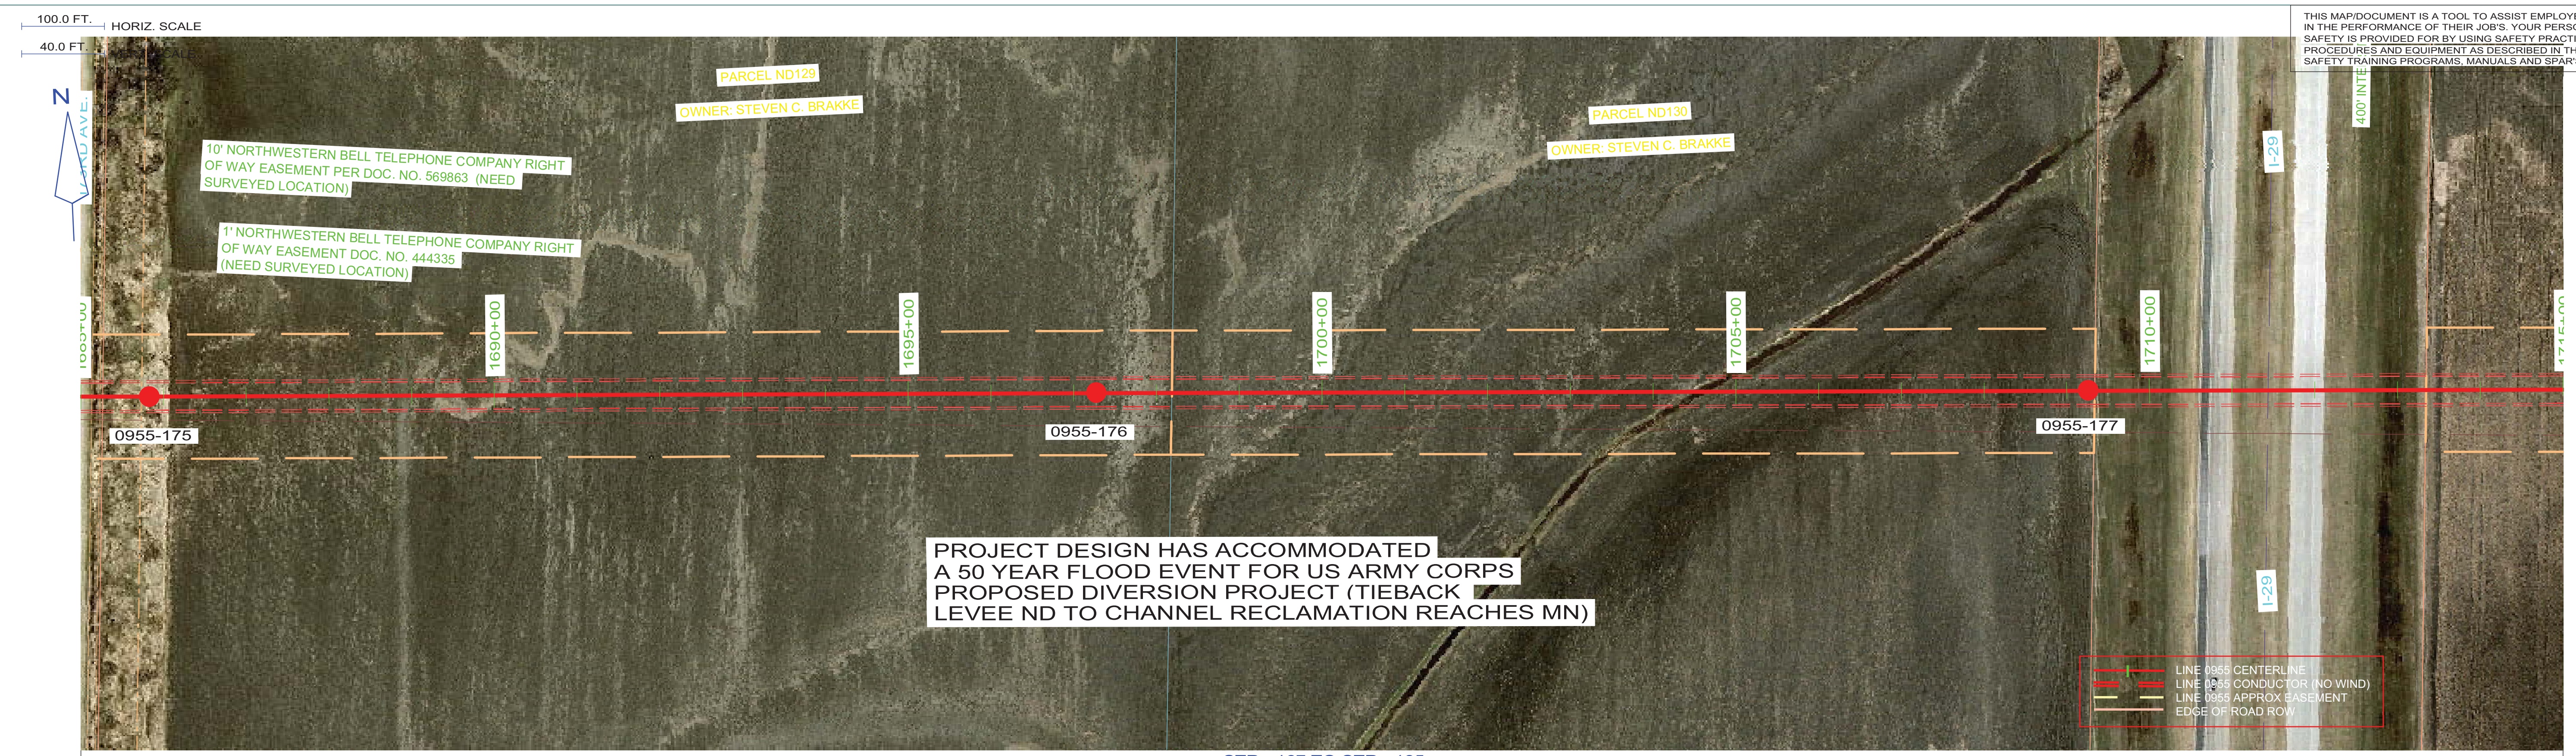 100.0 FT.
HORIZ. SCALE
40.0 FT.
THIS MAP/DOCUMENT IS A TOOL TO ASSIST
IN THE PERFORMANCE OF THEIR JOB'S. YOUR
SAFETY IS PROVIDED FOR BY USING SAFETY
PROCEDURES AND EQUIPMENT AS DESCRIBED IN
SAFETY TRAINING PROGRAMS, MANUALS AND
N
AVE.
PARCEL ND129
OWNER: STEVEN C. BRAKKE
PARCEL ND130
OWNER: STEVEN C. BRAKKE
400'
I-29
10' NORTHWESTERN BELL TELEPHONE COMPANY RIGHT
OF WAY EASEMENT PER DOC. NO. 569863 (NEED
SURVEYED LOCATION)
1' NORTHWESTERN BELL TELEPHONE COMPANY RIGHT
OF WAY EASEMENT DOC. NO. 444335
(NEED SURVEYED LOCATION)
1685+00
1690+00
1695+00
1700+00
1705+00
1710+00
1715+00
0955-175
0955-176
0955-177
PROJECT DESIGN HAS ACCOMMODATED
A 50 YEAR FLOOD EVENT FOR US ARMY CORPS
PROPOSED DIVERSION PROJECT (TIEBACK
LEVEE ND TO CHANNEL RECLAMATION REACHES MN)
I-29
LINE 0955 CENTERLINE
LINE 0955 CONDUCTOR (NO WIND)
LINE 0955 APPROX EASEMENT
EDGE OF ROAD ROW